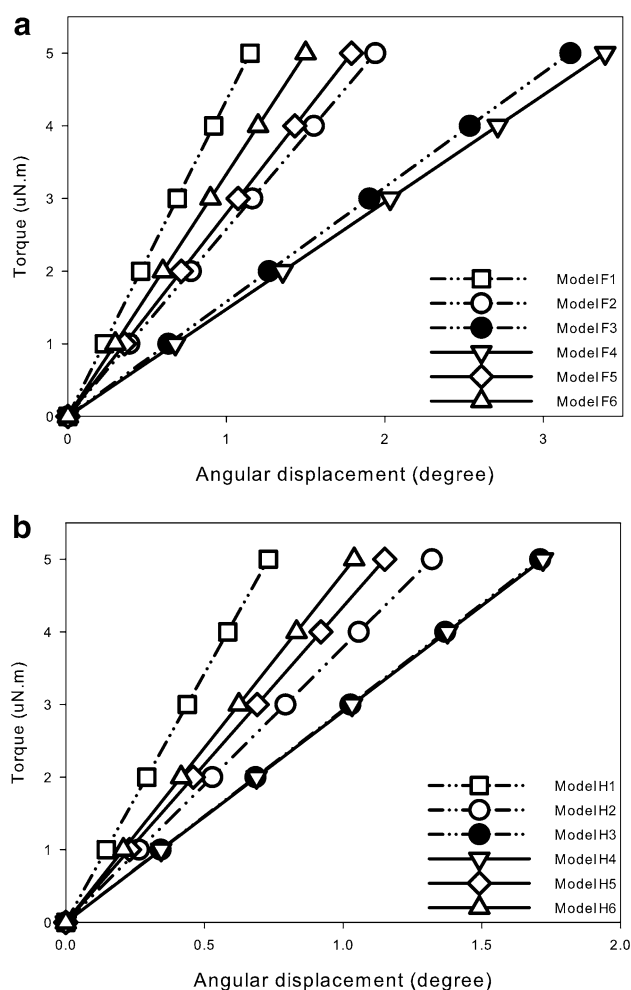 a
5
4
3
2
1
0
Torque (uN.m)
0 1 2 3
Angular displacement (degree)
Model F1
Model F2
Model F3
Model F4
Model F5
Model F6
b
5
4
3
2
1
0
Torque (uN.m)
0.0 0.5 1.0 1.5 2.0
Angular displacement (degree)
Model H1
Model H2
Model H3
Model H4
Model H5
Model H6